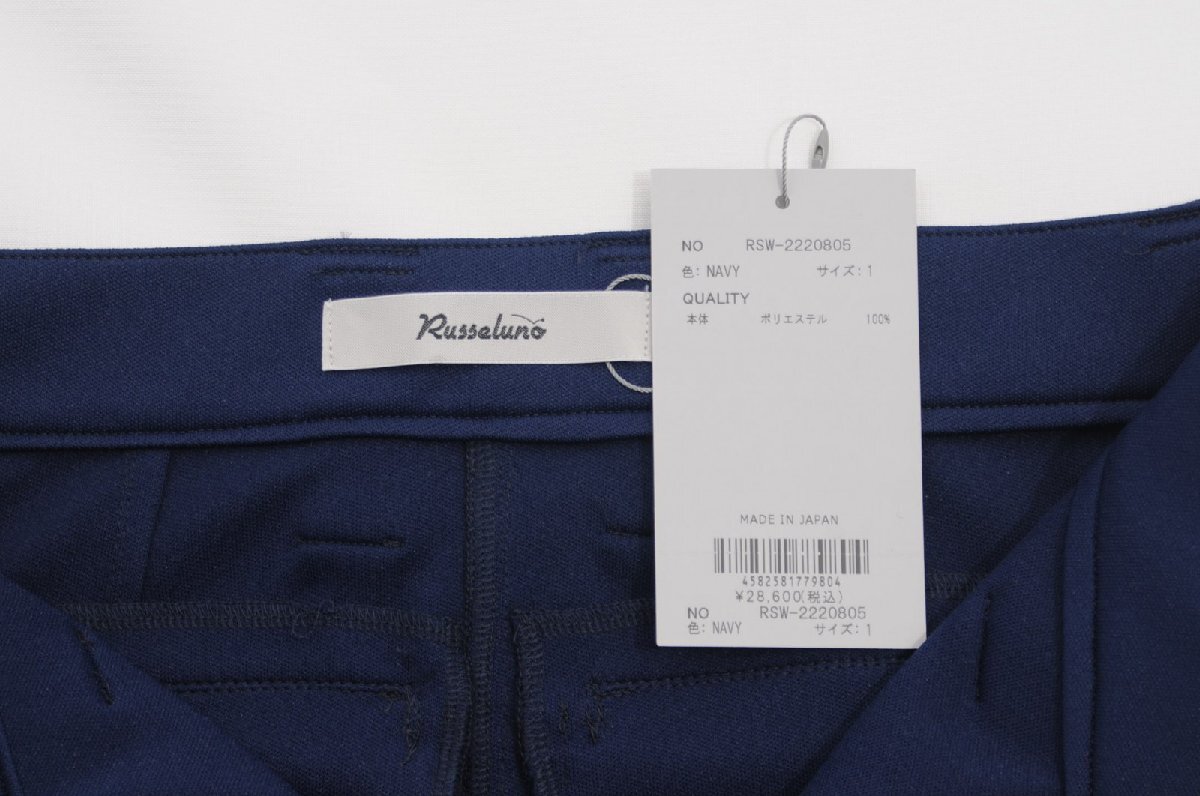 Russeluno
NO RSW-2220805
色: NAVY サイズ: 1
QUALITY
本体 ポリエステル 100%
MADE IN JAPAN
4582581779804
¥28,600(税込)
NO RSW-2220805
色: NAVY サイズ: 1